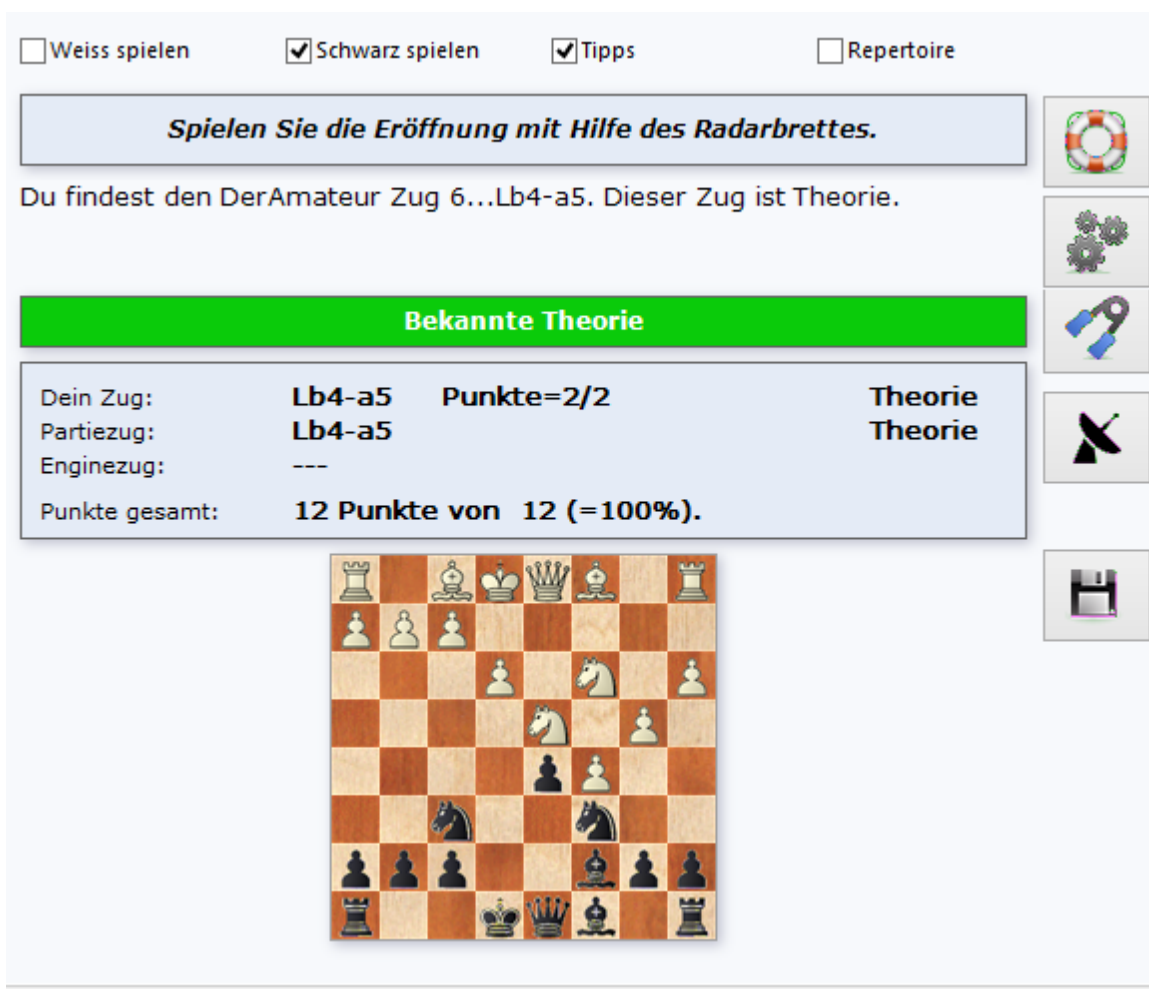 Weiss spielen Schwarz spielen Tipps Repertoire
Spielen Sie die Eröffnung mit Hilfe des Radarbrettes.
Du findest den DerAmateur Zug 6...Lb4-a5. Dieser Zug ist Theorie.
Bekannte Theorie
Dein Zug: Lb4-a5 Punkte=2/2 Theorie
Partiezug: Lb4-a5 Theorie
Enginezug: ---
Punkte gesamt: 12 Punkte von 12 (=100%).